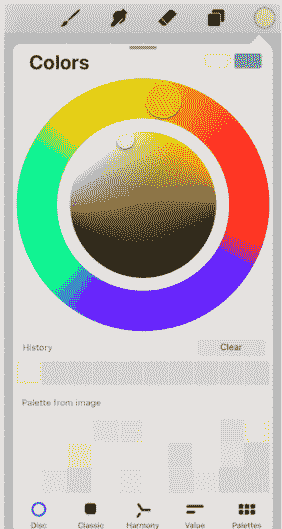 Colors
History
Clear
Palette from image
Disc
Classic
Harmony
Value
Palettes